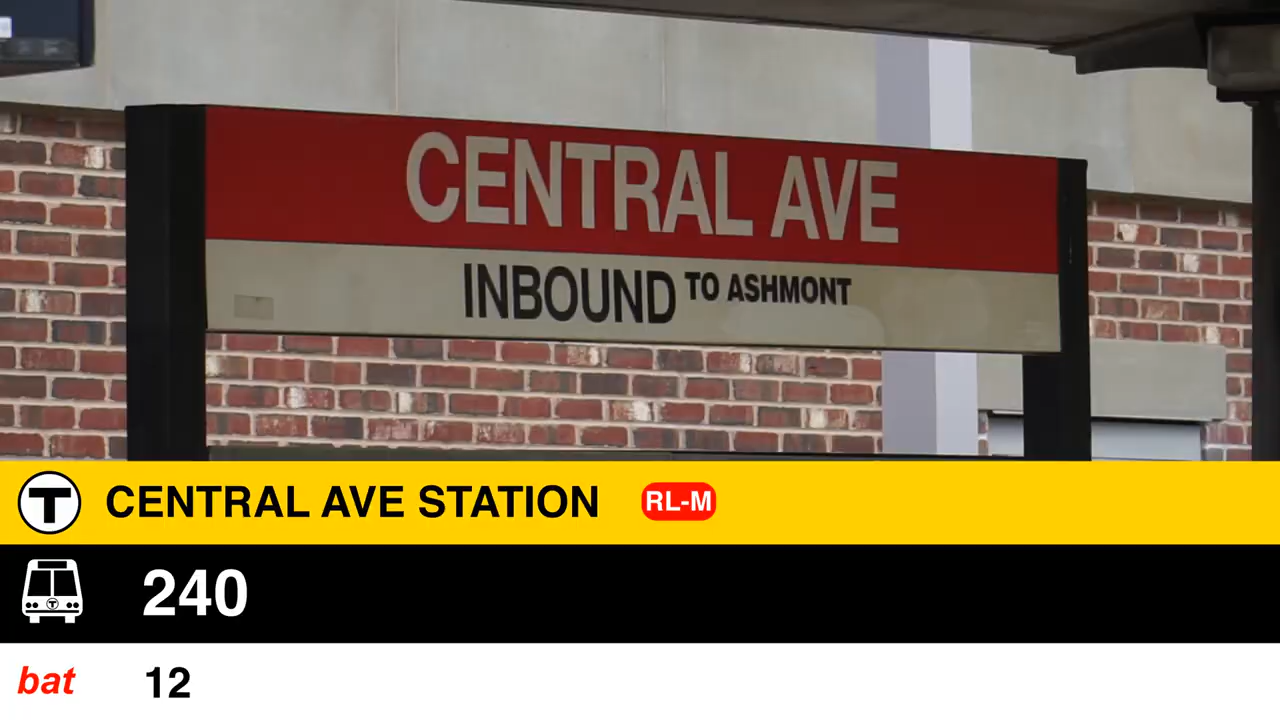 CENTRAL AVE
INBOUND TO ASHMONT
T CENTRAL AVE STATION RL-M
T 240
bat 12